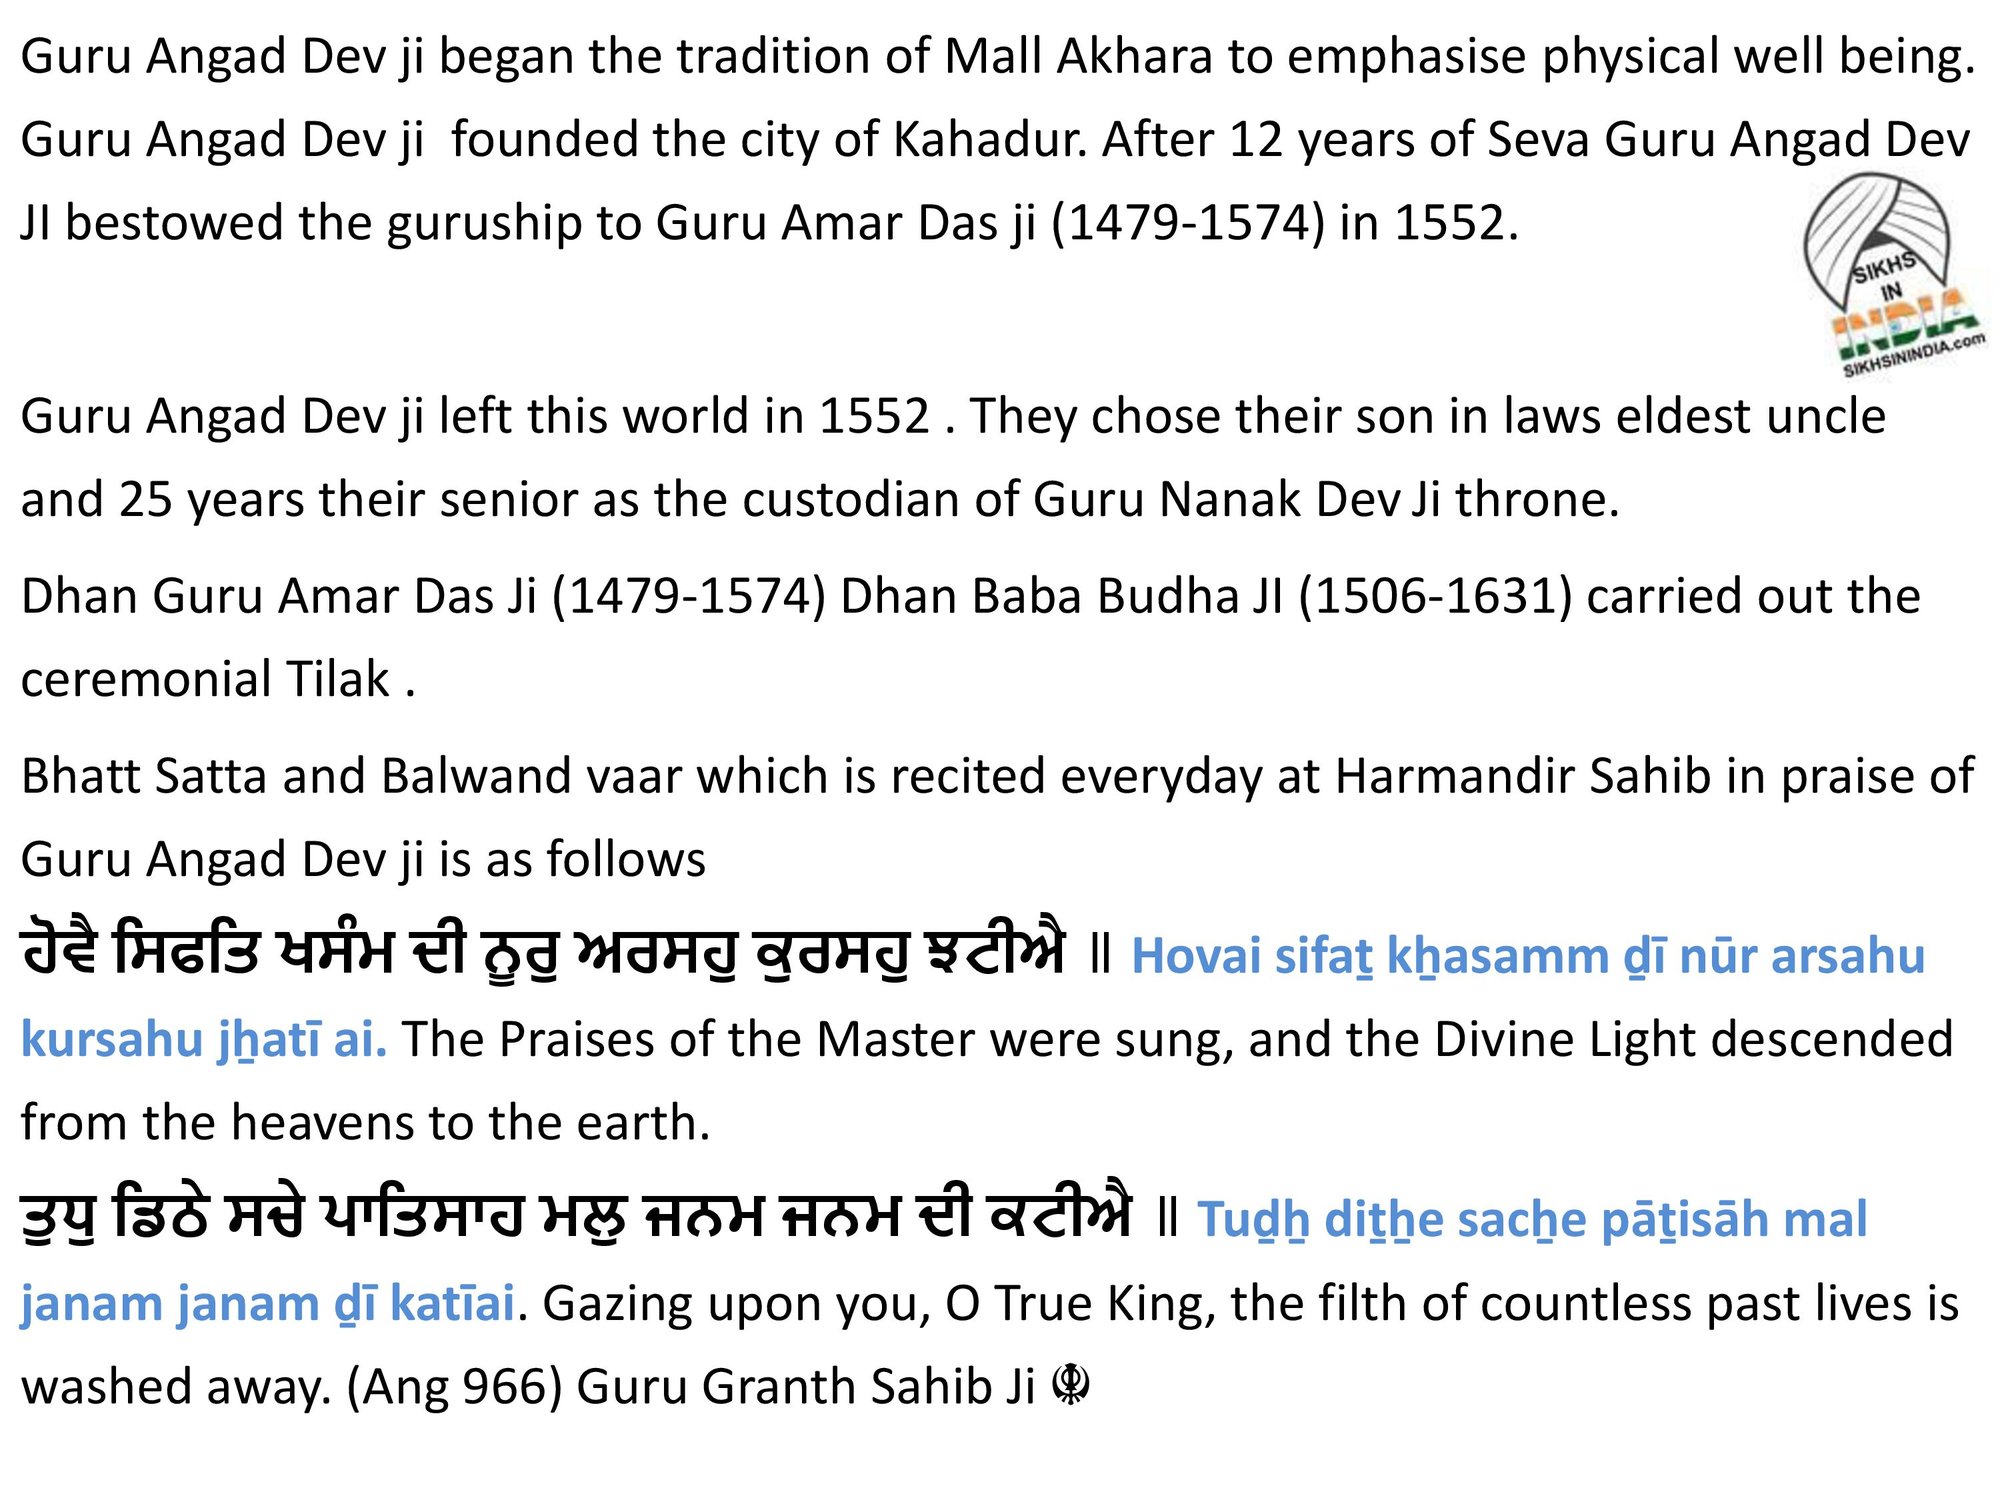 Guru Angad Dev ji began the tradition of Mall Akhara to emphasise physical well being.
Guru Angad Dev ji  founded the city of Kahadur. After 12 years of Seva Guru Angad Dev
JI bestowed the guruship to Guru Amar Das ji (1479-1574) in 1552.
SIKHS
IN
INDIA
SIKHSININDIA.com
Guru Angad Dev ji left this world in 1552 . They chose their son in laws eldest uncle
and 25 years their senior as the custodian of Guru Nanak Dev Ji throne.
Dhan Guru Amar Das Ji (1479-1574) Dhan Baba Budha JI (1506-1631) carried out the
ceremonial Tilak .
Bhatt Satta and Balwand vaar which is recited everyday at Harmandir Sahib in praise of
Guru Angad Dev ji is as follows
ਹੋਵੈ ਸਿਫਤਿ ਖਸੰਮ ਦੀ ਨੂਰੁ ਅਰਸਹੁ ਕੁਰਸਹੁ ਝਟੀਐ ॥ Hovai sifaṯ kẖasamm ḏī nūr arsahu
kursahu jẖatī ai. The Praises of the Master were sung, and the Divine Light descended
from the heavens to the earth.
ਤੁਧੁ ਡਿਠੇ ਸਚੇ ਪਾਤਿਸਾਹ ਮਲੁ ਜਨਮ ਜਨਮ ਦੀ ਕਟੀਐ ॥ Tuḏẖ diṯẖe sacẖe pāṯisāh mal
janam janam ḏī katīai. Gazing upon you, O True King, the filth of countless past lives is
washed away. (Ang 966) Guru Granth Sahib Ji ☬